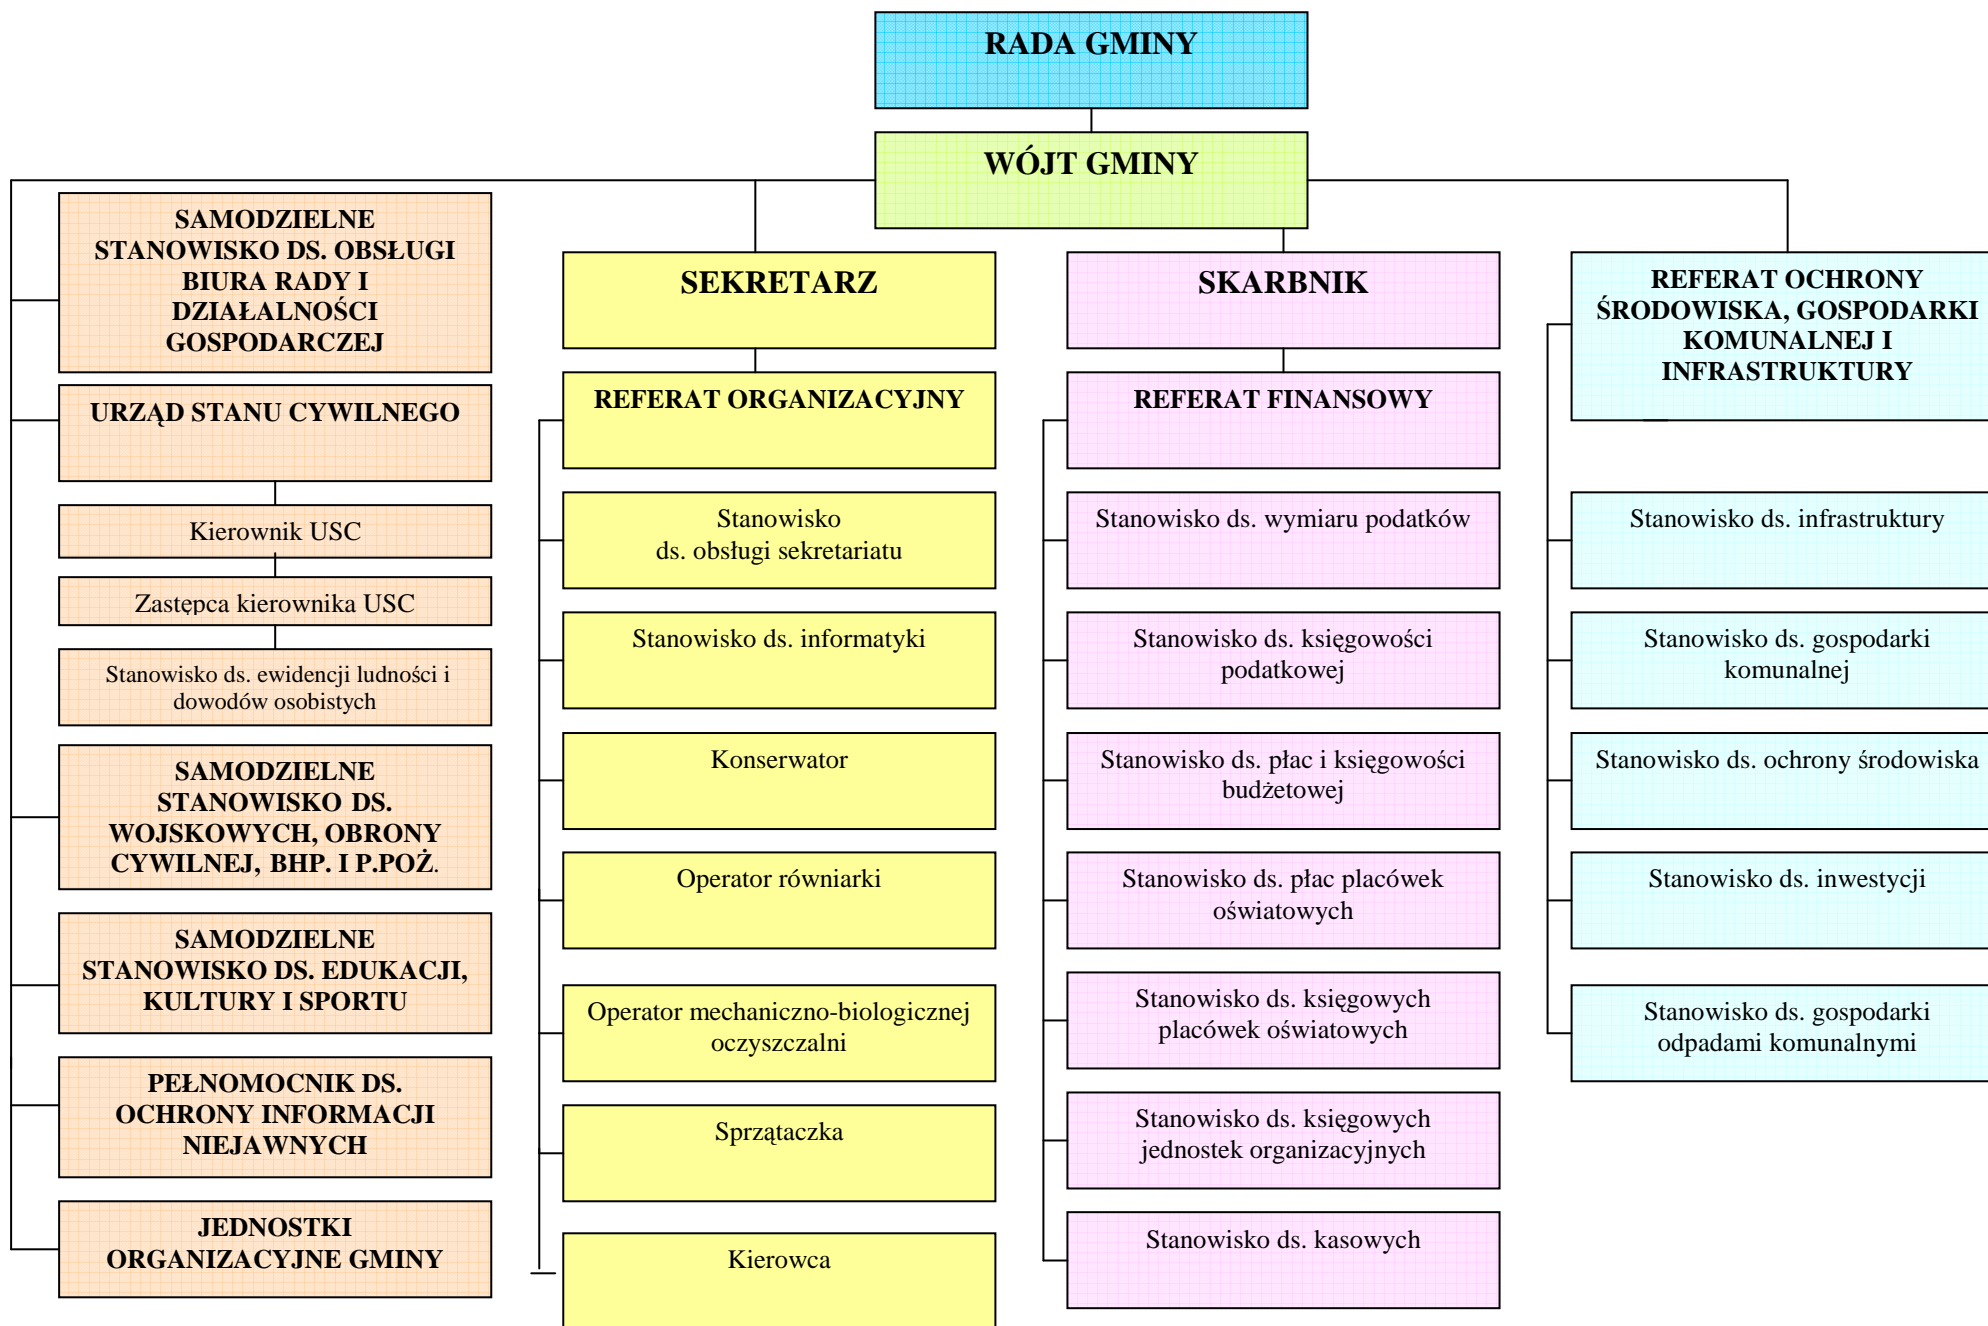 RADA GMINY
WÓJT GMINY
SAMODZIELNE
STANOWISKO DS. OBSŁUGI
BIURA RADY I
DZIAŁALNOŚCI
GOSPODARCZEJ
URZĄD STANU CYWILNEGO
Kierownik USC
Zastępca kierownika USC
Stanowisko ds. ewidencji ludności i
dowodów osobistych
SAMODZIELNE
STANOWISKO DS.
WOJSKOWYCH, OBRONY
CYWILNEJ, BHP. I P.POŻ.
SAMODZIELNE
STANOWISKO DS. EDUKACJI,
KULTURY I SPORTU
PEŁNOMOCNIK DS.
OCHRONY INFORMACJI
NIEJAWNYCH
JEDNOSTKI
ORGANIZACYJNE GMINY
SEKRETARZ
REFERAT ORGANIZACYJNY
Stanowisko
ds. obsługi sekretariatu
Stanowisko ds. informatyki
Konserwator
Operator równiarki
Operator mechaniczno-biologicznej
oczyszczalni
Sprzątaczka
Kierowca
SKARBNIK
REFERAT FINANSOWY
Stanowisko ds. wymiaru podatków
Stanowisko ds. księgowości
podatkowej
Stanowisko ds. płac i księgowości
budżetowej
Stanowisko ds. płac placówek
oświatowych
Stanowisko ds. księgowych
placówek oświatowych
Stanowisko ds. księgowych
jednostek organizacyjnych
Stanowisko ds. kasowych
REFERAT OCHRONY
ŚRODOWISKA, GOSPODARKI
KOMUNALNEJ I
INFRASTRUKTURY
Stanowisko ds. infrastruktury
Stanowisko ds. gospodarki
komunalnej
Stanowisko ds. ochrony środowiska
Stanowisko ds. inwestycji
Stanowisko ds. gospodarki
odpadami komunalnymi